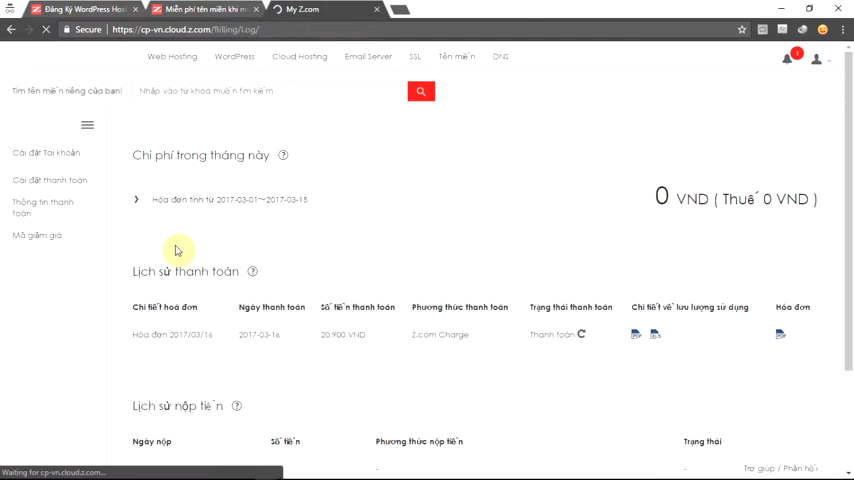 Đăng Ký WordPress Host
Miễn phí tên miền khi m
My Z.com
Secure
https://cp-vn.cloud.z.com/Billing/Log/
Web Hosting
WordPress
Cloud Hosting
Email Server
SSL
Tên miền
DNS
1
Tìm tên miền riêng của bạn!
Nhập vào từ khóa muốn tìm kiếm
Cài đặt Tài khoản
Cài đặt thanh toán
Thông tin thanh
toán
Mã giảm giá
Chi phí trong tháng này ?
Hóa đơn tính từ 2017-03-01~2017-03-15
0 VND ( Thuế 0 VND )
Lịch sử thanh toán ?
Chi tiết hoá đơn Ngày thanh toán Số tiền thanh toán Phương thức thanh toán Trạng thái thanh toán Chi tiết về lưu lượng sử dụng Hóa đơn
Hóa đơn 2017/03/16 2017-03-16 20,900 VND Z.com Charge Thanh toán
Lịch sử nộp tiền ?
Ngày nộp Số tiền Phương thức nộp tiền Trạng thái
- -
Trợ giúp / Phản hồi
Waiting for cp-vn.cloud.z.com...